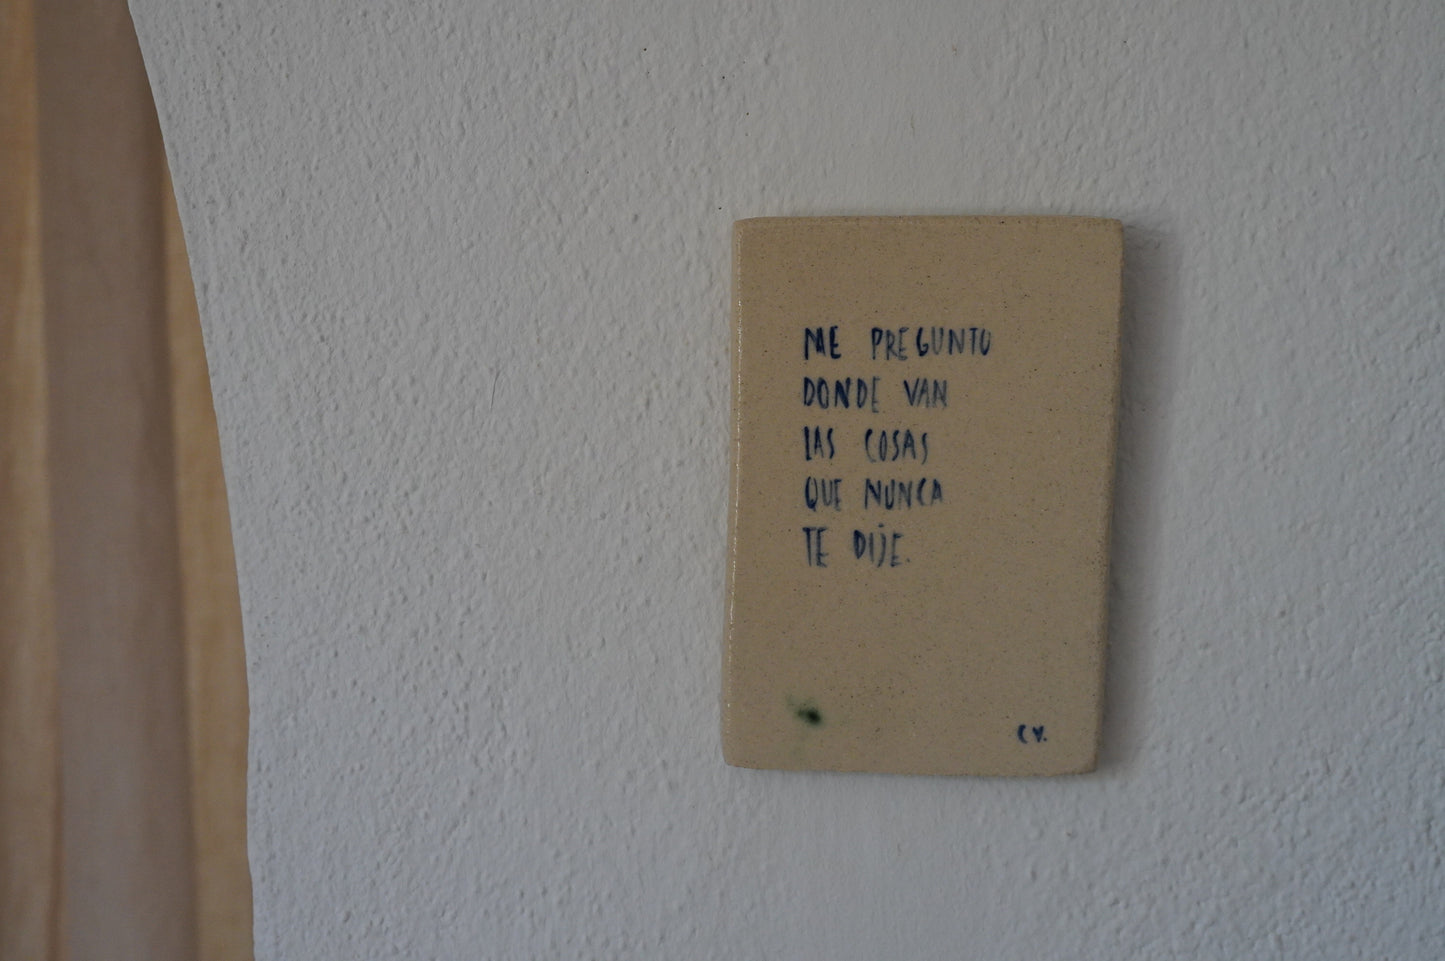 ME PREGUNTO
DONDE VAN
LAS COSAS
QUE NUNCA
TE DIJE.
C V.